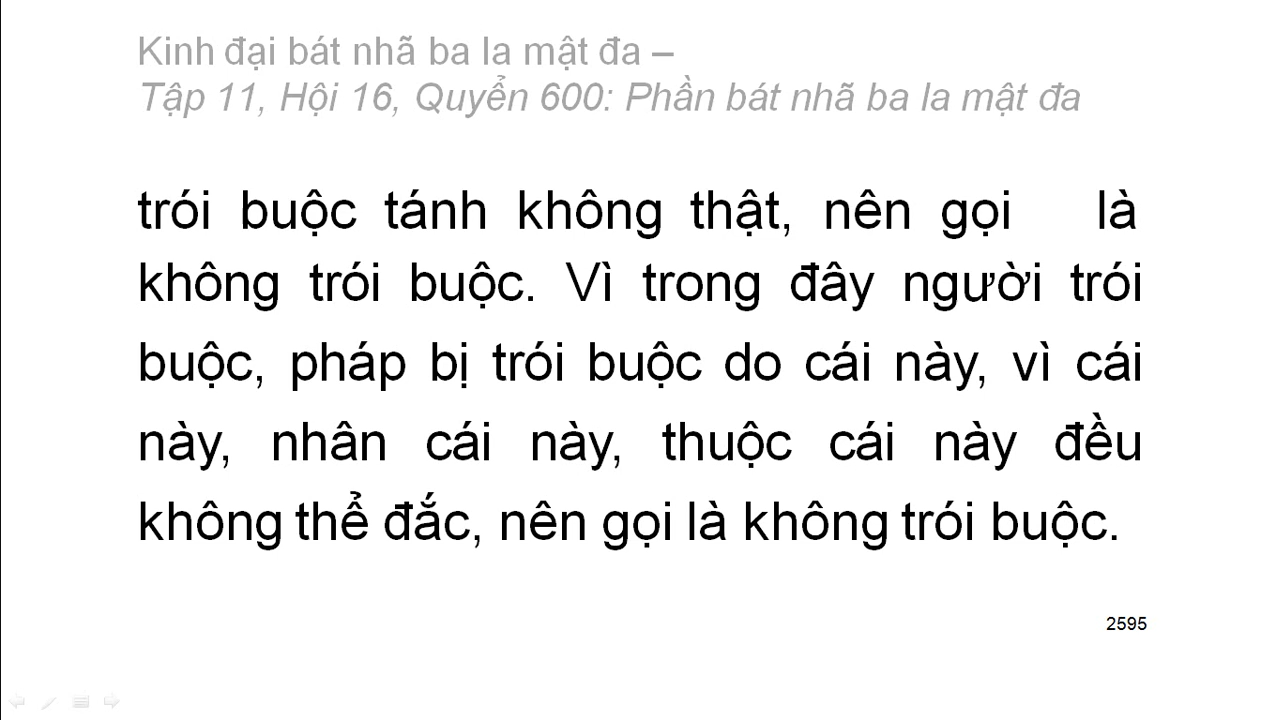 Kinh đại bát nhã ba la mật đa –
Tập 11, Hội 16, Quyển 600: Phần bát nhã ba la mật đa
trói buộc tánh không thật, nên gọi là
không trói buộc. Vì trong đây người trói
buộc, pháp bị trói buộc do cái này, vì cái
này, nhân cái này, thuộc cái này đều
không thể đắc, nên gọi là không trói buộc.
2595